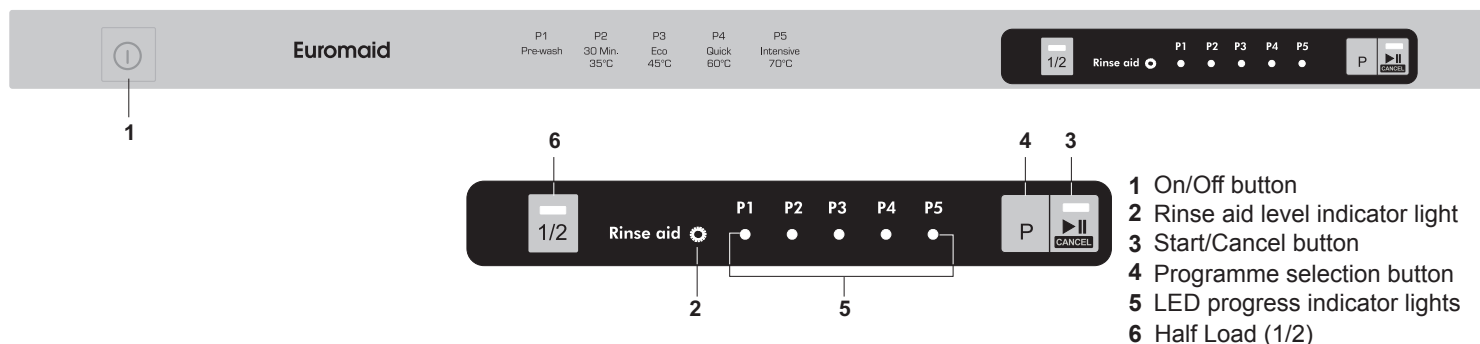 Euromaid
P1 P2 P3 P4 P5
Pre-wash 30 Min. Eco Quick Intensive
35°C 45°C 60°C 70°C
1/2
Rinse aid
P1 P2 P3 P4 P5
P
CANCEL
1
6
4
3
1/2
Rinse aid
P1 P2 P3 P4 P5
P
CANCEL
2
5
1 On/Off button
2 Rinse aid level indicator light
3 Start/Cancel button
4 Programme selection button
5 LED progress indicator lights
6 Half Load (1/2)